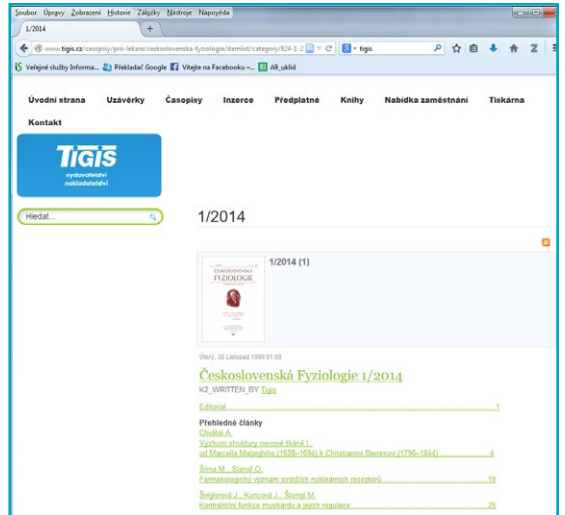 Soubor Úpravy Zobrazení Historie Záložky Nástroje Nápověda
1/2014
www.tigis.cz/casopisy/pro-lekare/ceskoslovenska-fyziologie/itemlist/category/824-1-2
tigis
Veřejné služby Informa... Překladač Google Vítejte na Facebooku –... A9_uklid
Úvodní strana Uzávěrky Časopisy Inzerce Předplatné Knihy Nabídka zaměstnání Tiskárna
Kontakt
TIGIS
vydavatelství
nakladatelství
Hledat...
1/2014
1/2014 (1)
ČESKOSLOVENSKÁ
FYZIOLOGIE
Úterý, 30 Listopad 1999 01:00
Československá Fyziologie 1/2014
K2_WRITTEN_BY Tigis
Editorial 1
Přehledné články
Chvátal A.
Výzkum struktury nervové tkáně I.:
od Marcella Malpighiho (1628–1694) k Christianovi Benesovi (1796–1844) 4
Šíma M., Slanař O.
Farmakologický význam sirotčích nukleárních receptorů 19
Švíglerová J., Kuncová J., Štengl M.
Kontraktilní funkce myokardu a jejich regulace 25